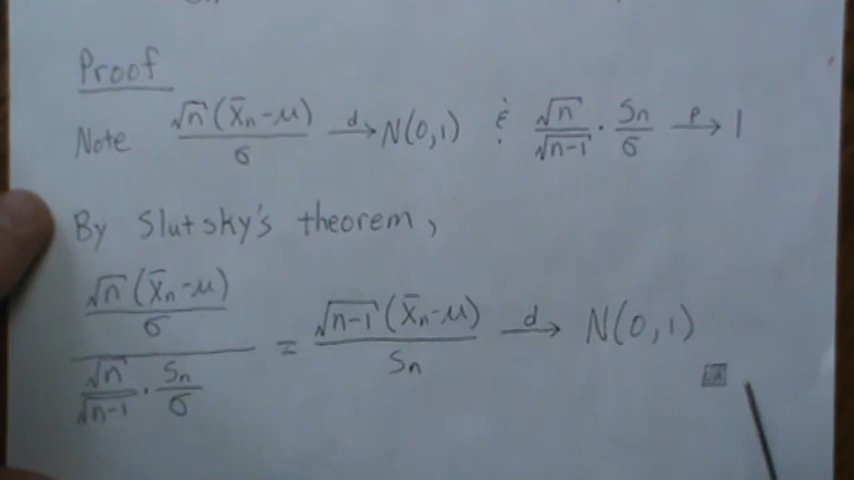 Proof
Note √n (X̄n-μ) / σ →d N(0,1) & √n / √n-1 · Sn / σ →p 1
By Slutsky's theorem,
(√n (X̄n-μ) / σ) / (√n / √n-1 · Sn / σ) = √n-1 (X̄n-μ) / Sn →d N(0,1)